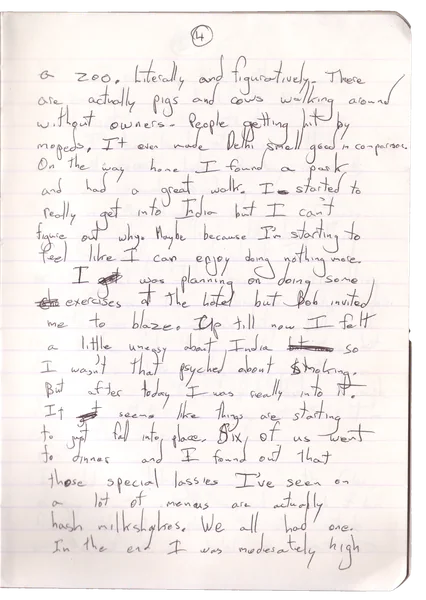 4
a zoo. Literally and figuratively. There
are actually pigs and cows walking around
without owners. People getting hit by
mopeds. It even made Delhi smell good in comparison.
On the way home I found a park
and had a great walk. I started to
really get into India but I can't
figure out why. Maybe because I'm starting to
feel like I can enjoy doing nothing more.
I was planning on doing some
exercises at the hotel but Bob invited
me to blaze. Up till now I felt
a little uneasy about India so
I wasn't that psyched about smoking.
But after today I was really into it.
It seems like things are starting
to just fall into place. Six of us went
to dinner and I found out that
those special lassies I've seen on
a lot of menus are actually
hash milkshakes. We all had one.
In the end I was moderately high